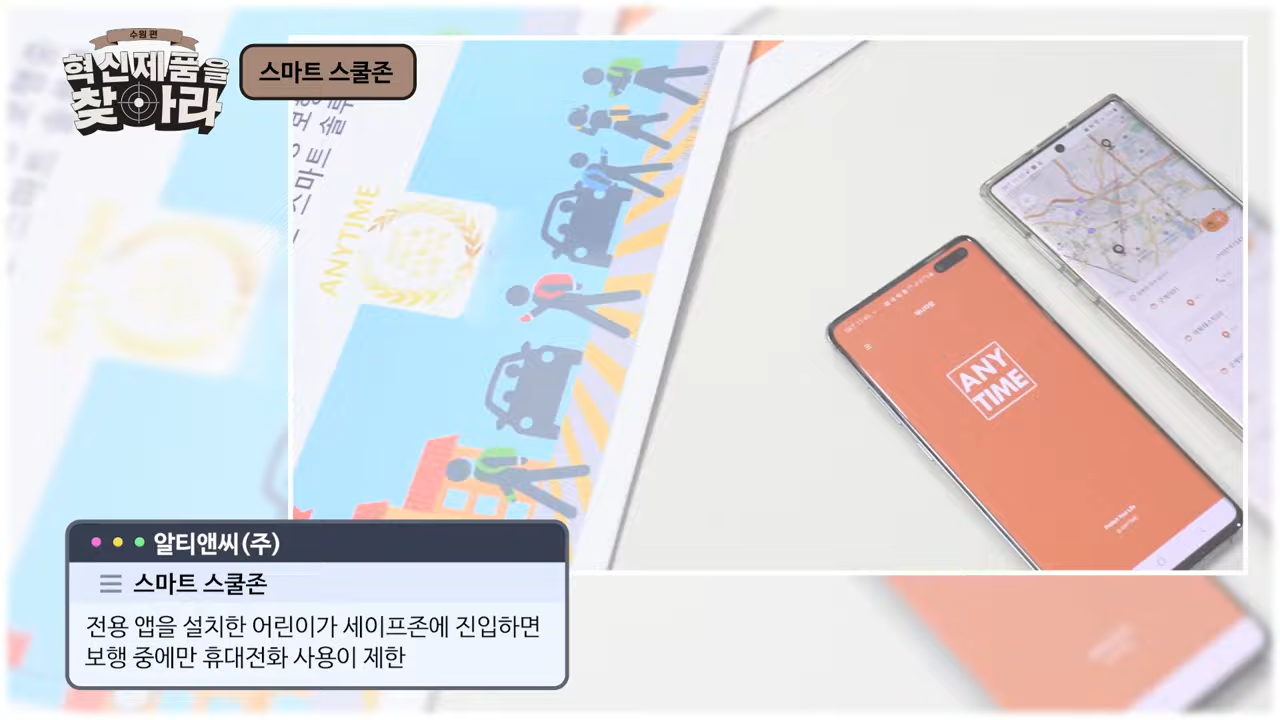 수원 편
혁신제품을
찾아라
스마트 스쿨존
스마트
ANYTIME
ANY
TIME
알티앤씨(주)
스마트 스쿨존
전용 앱을 설치한 어린이가 세이프존에 진입하면
보행 중에만 휴대전화 사용이 제한